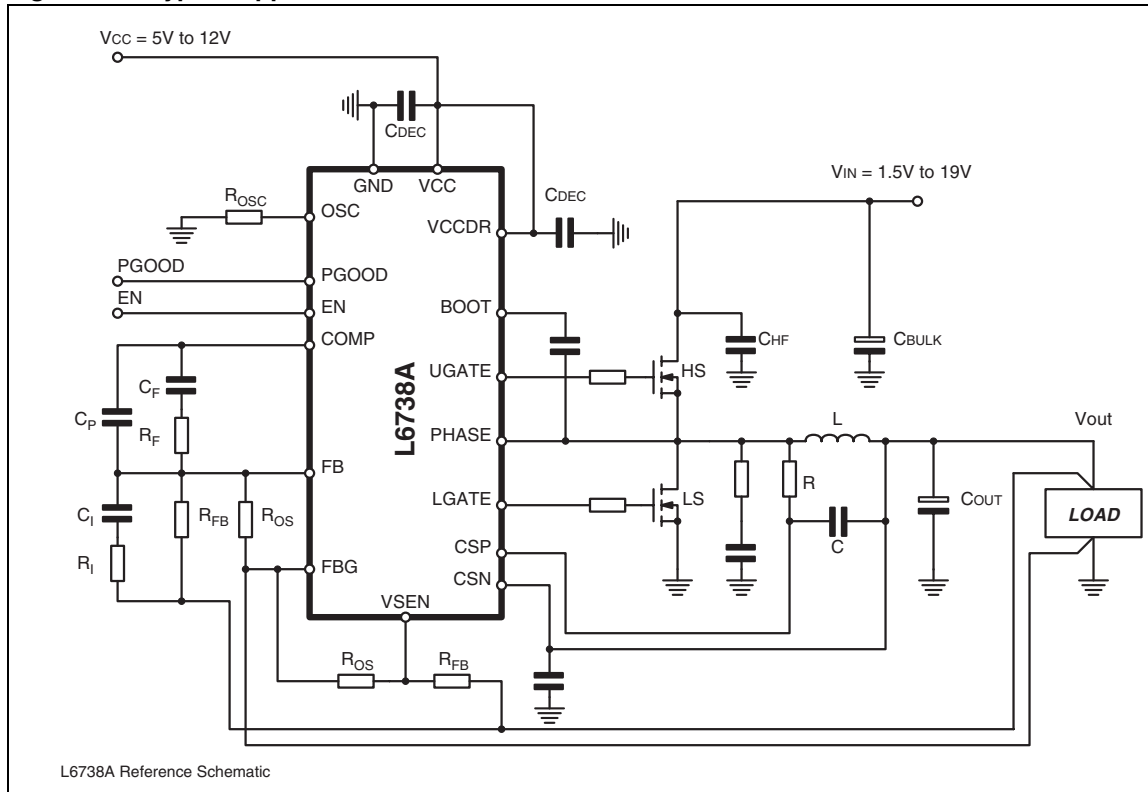 VCC = 5V to 12V
CDEC
VIN = 1.5V to 19V
GND
VCC
ROSC
OSC
CDEC
VCCDR
PGOOD
PGOOD
EN
EN
BOOT
COMP
CHF
CBULK
UGATE
HS
CF
CP
L6738A
L
Vout
RF
PHASE
FB
R
LGATE
LS
COUT
LOAD
CI
RFB
ROS
C
CSP
RI
FBG
CSN
VSEN
ROS
RFB
L6738A Reference Schematic